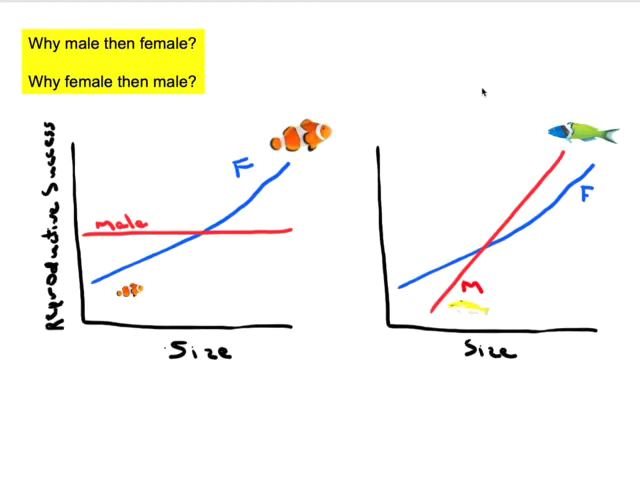 Why male then female?
Why female then male?
Reproductive Success
male
F
Size
F
M
Size